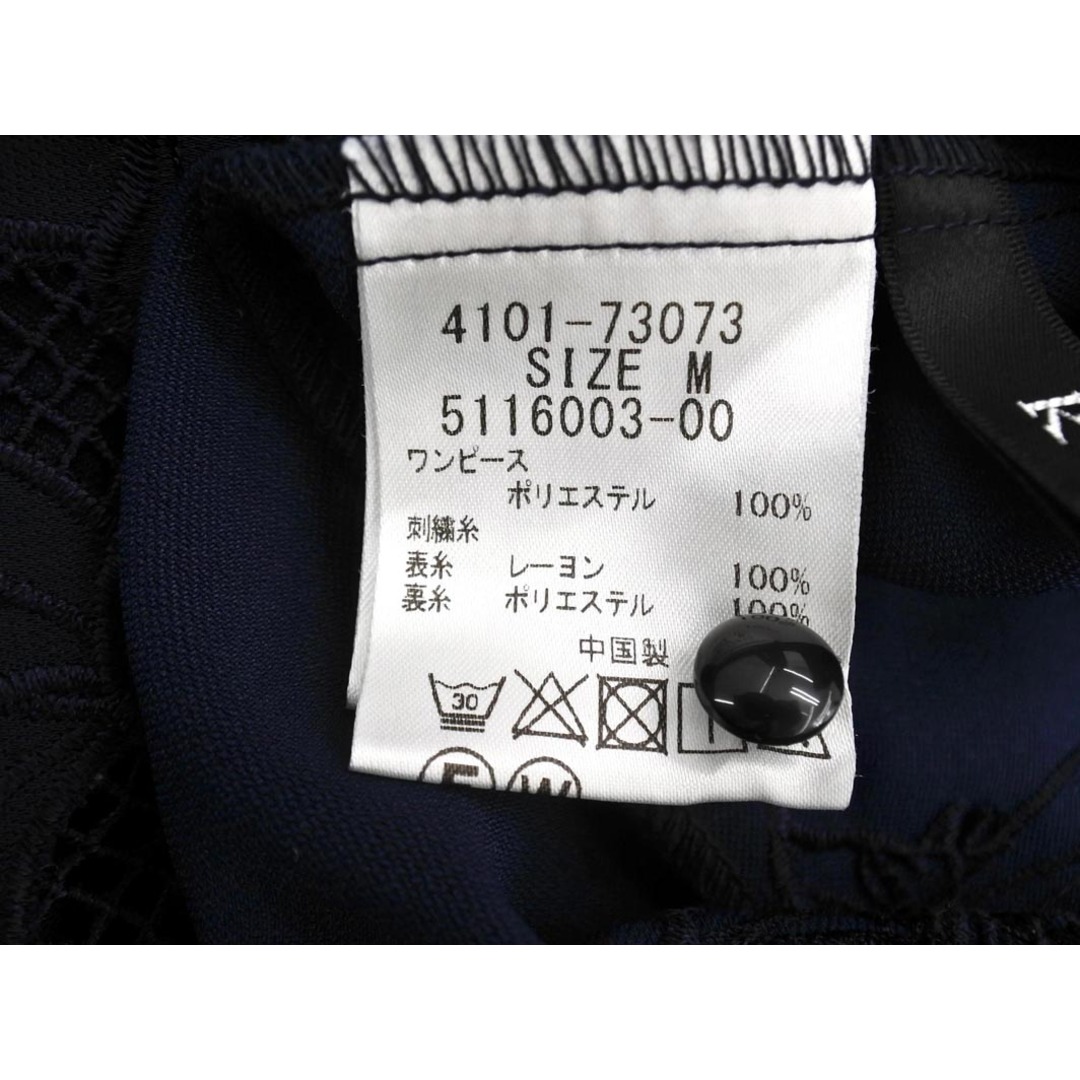 4101-73073
SIZE M
5116003-00
ワンピース
ポリエステル 100%
刺繍糸
表糸 レーヨン 100%
裏糸 ポリエステル 100%
中国製
30
F W